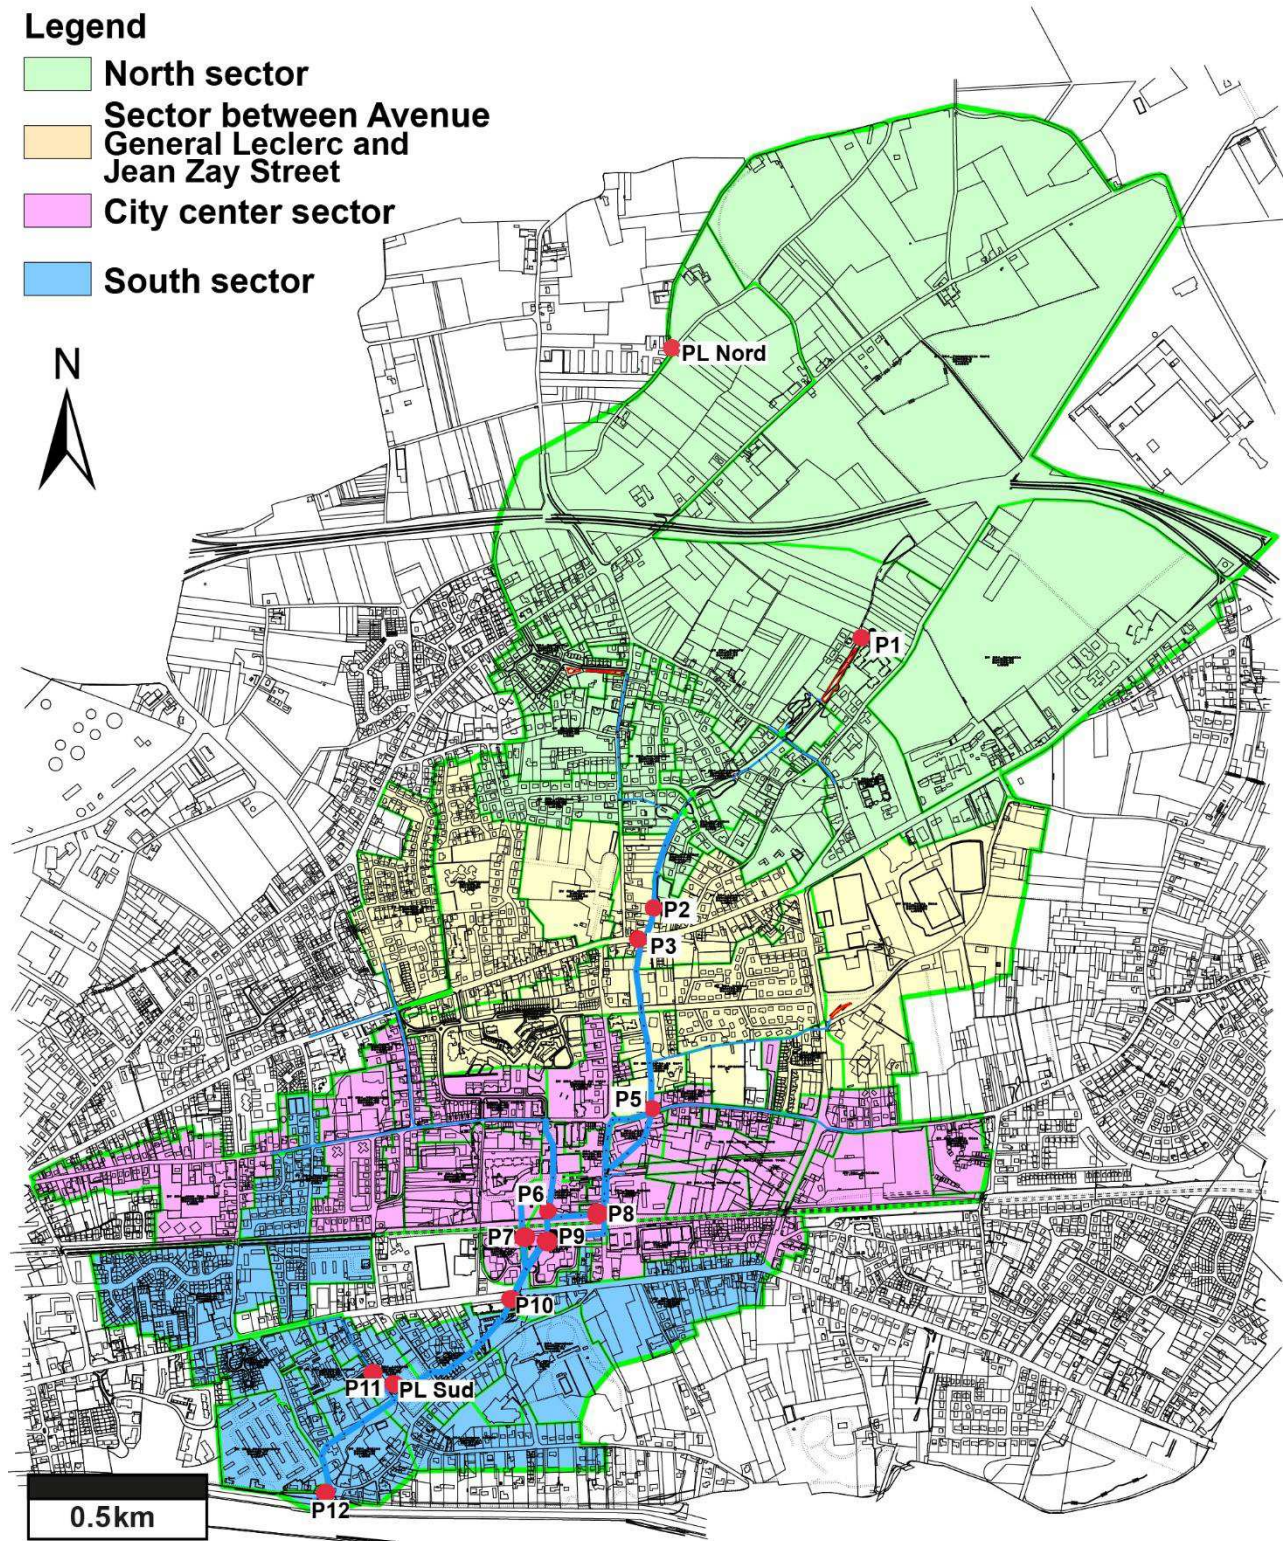 Legend
North sector
Sector between Avenue
General Leclerc and
Jean Zay Street
City center sector
South sector
N
PL Nord
P1
P2
P3
P5
P6
P8
P7
P9
P10
P11
PL Sud
P12
0.5km